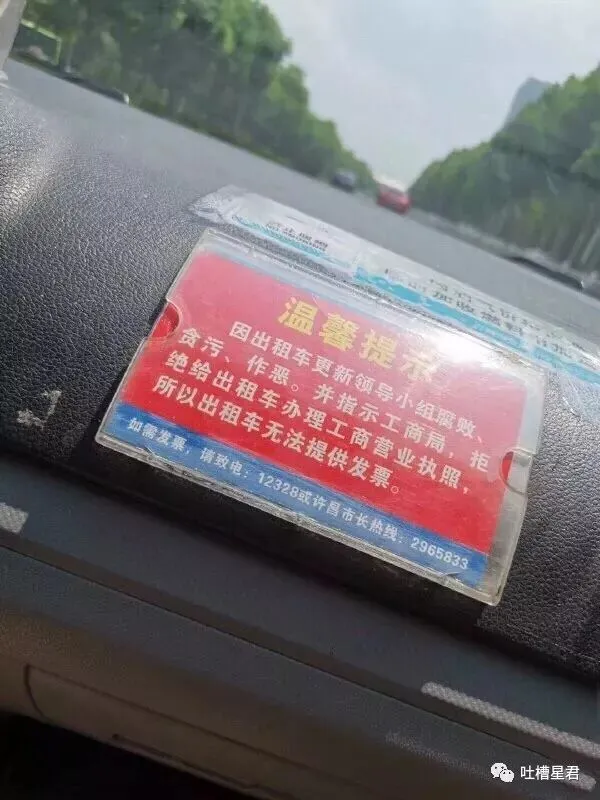 温馨提示
因出租车更新领导小组腐败、
贪污、作恶。并指示工商局，拒
绝给出租车办理工商营业执照，
所以出租车无法提供发票。
如需发票，请致电：12328或许昌市长热线：2965833
吐槽星君